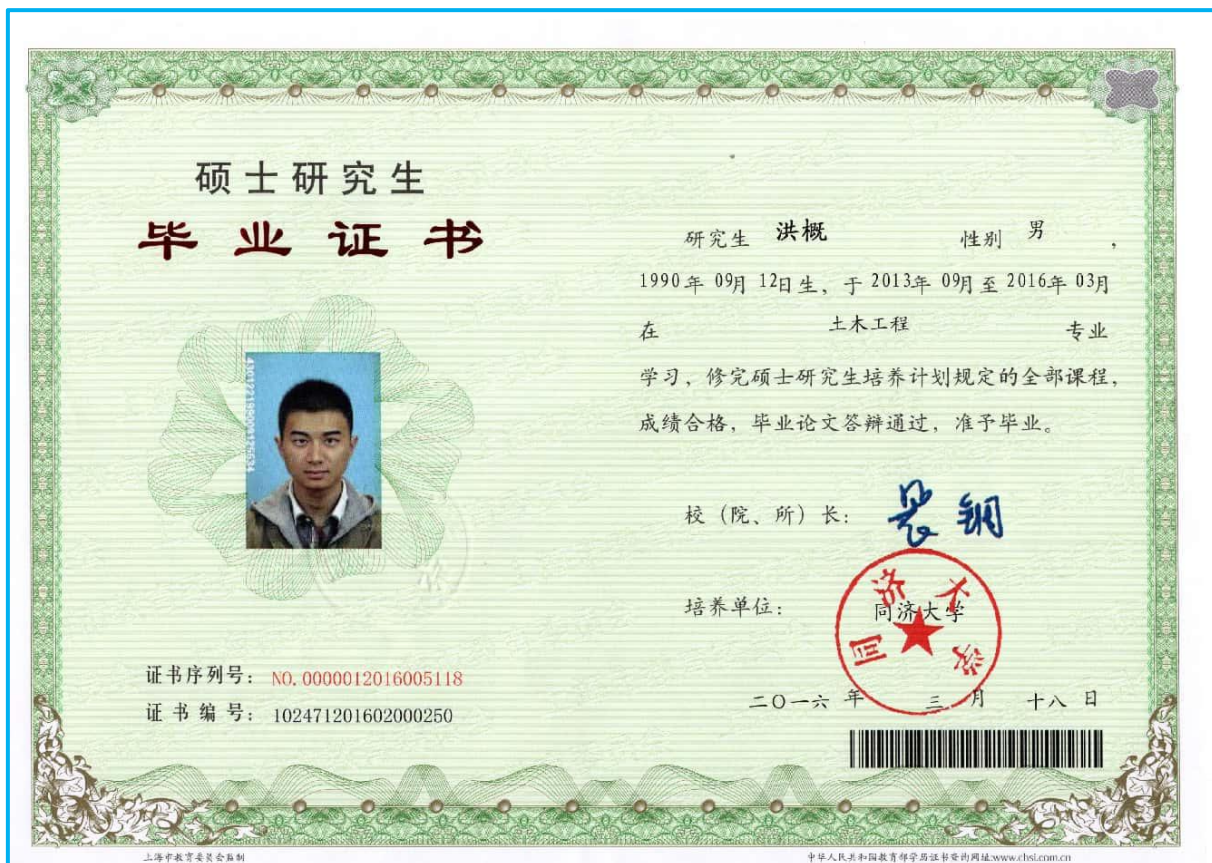 硕士研究生
毕业证书
研究生 洪概 性别 男 ,
1990年 09月 12日生, 于 2013年 09月至 2016年 03月
在 土木工程 专业
学习, 修完硕士研究生培养计划规定的全部课程,
成绩合格, 毕业论文答辩通过, 准予毕业。
校(院、所)长:
培养单位: 同济大学
同济大学
二〇一六 年 三 月 十八 日
证书序列号: NO.0000012016005118
证书编号: 102471201602000250
上海市教育委员会监制
中华人民共和国教育部学历证书查询网址:www.chsi.com.cn